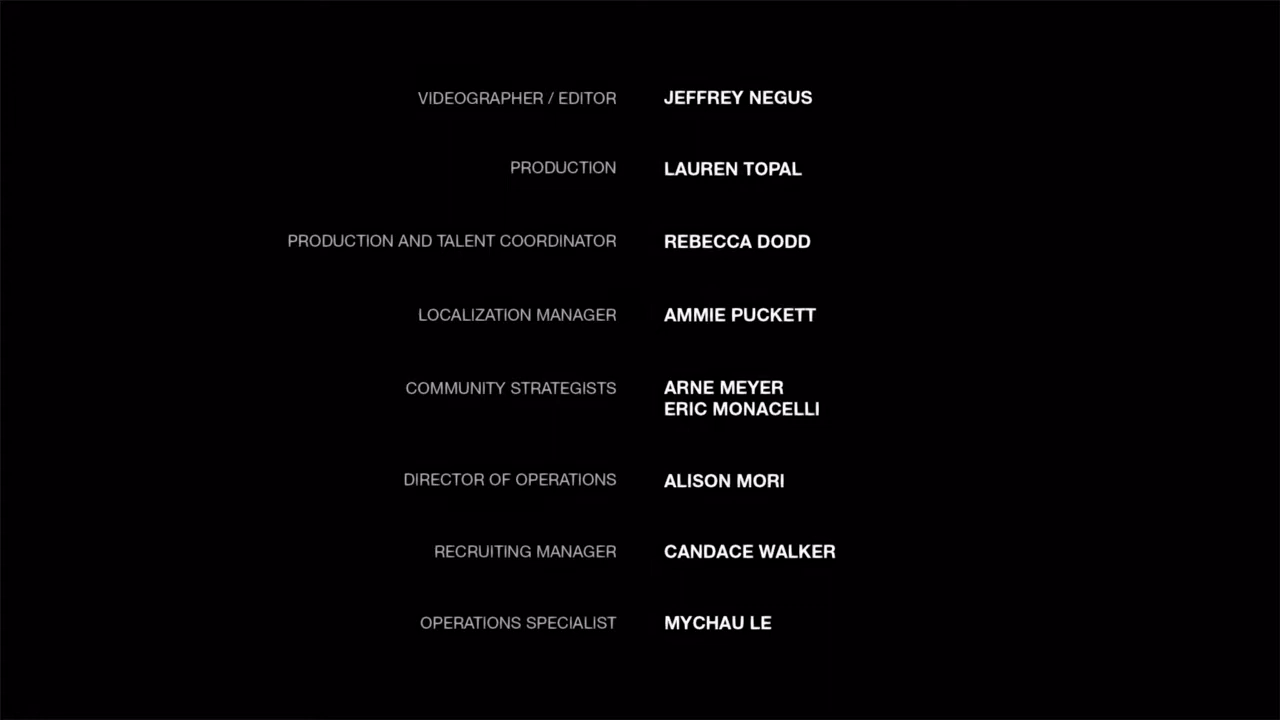 VIDEOGRAPHER / EDITOR JEFFREY NEGUS
PRODUCTION LAUREN TOPAL
PRODUCTION AND TALENT COORDINATOR REBECCA DODD
LOCALIZATION MANAGER AMMIE PUCKETT
COMMUNITY STRATEGISTS ARNE MEYER
ERIC MONACELLI
DIRECTOR OF OPERATIONS ALISON MORI
RECRUITING MANAGER CANDACE WALKER
OPERATIONS SPECIALIST MYCHAU LE